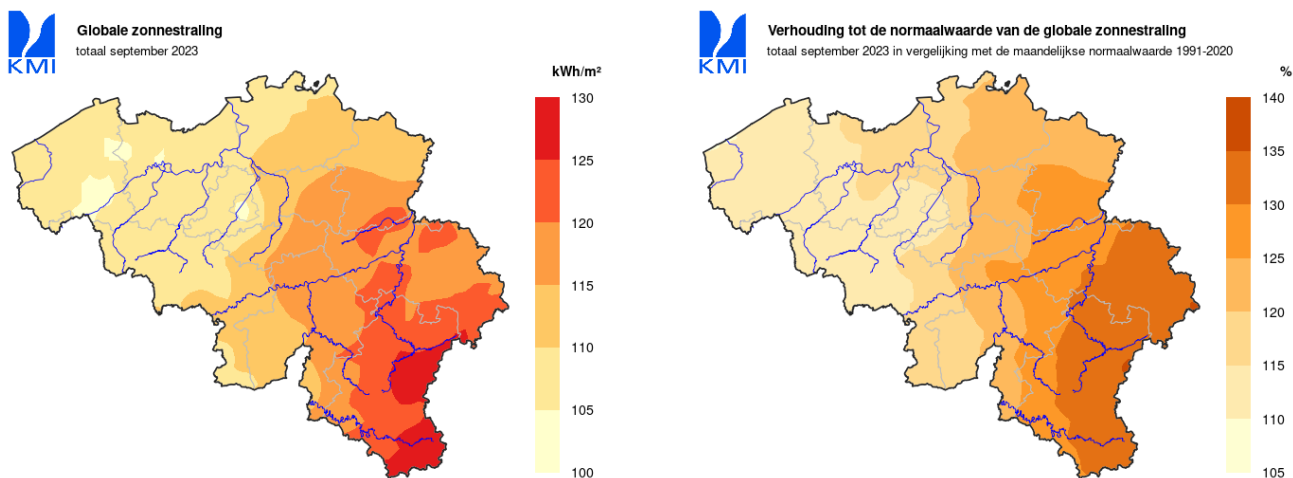 KMI
Globale zonnestraling
totaal september 2023
kWh/m²
130
125
120
115
110
105
100
KMI
Verhouding tot de normaalwaarde van de globale zonnestraling
totaal september 2023 in vergelijking met de maandelijkse normaalwaarde 1991-2020
%
140
135
130
125
120
115
110
105